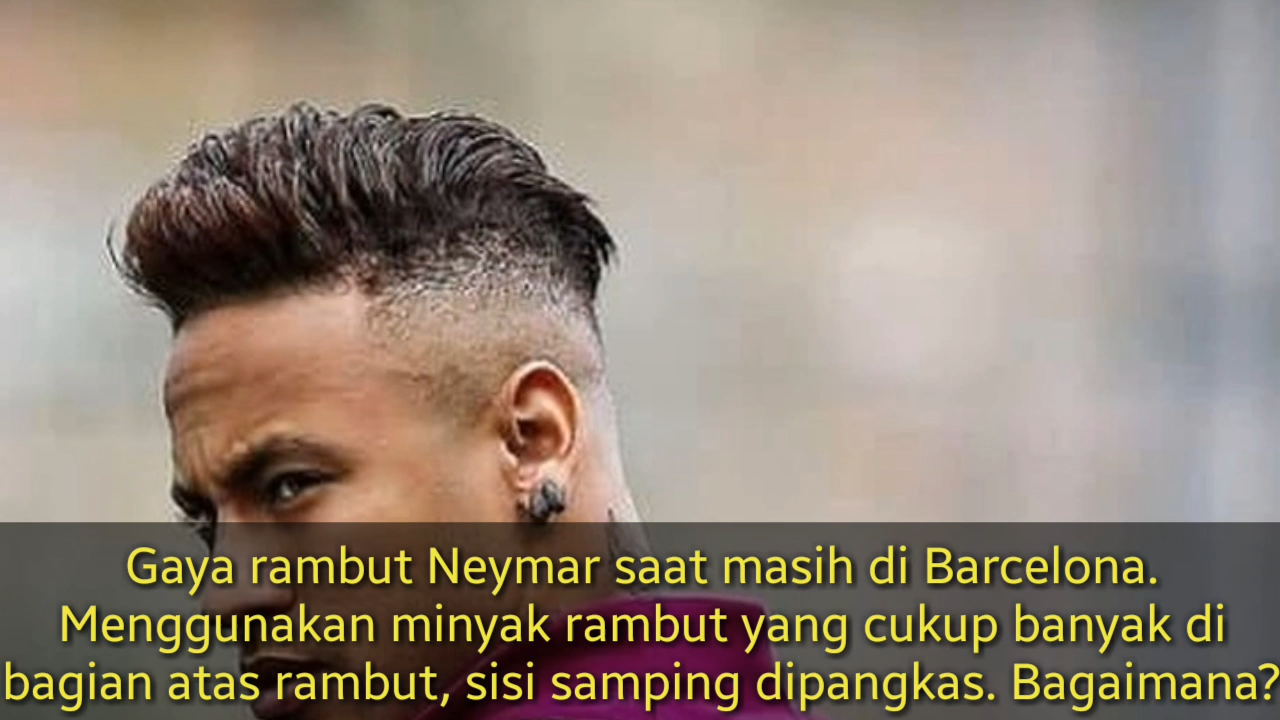 Gaya rambut Neymar saat masih di Barcelona.
Menggunakan minyak rambut yang cukup banyak di
bagian atas rambut, sisi samping dipangkas. Bagaimana?